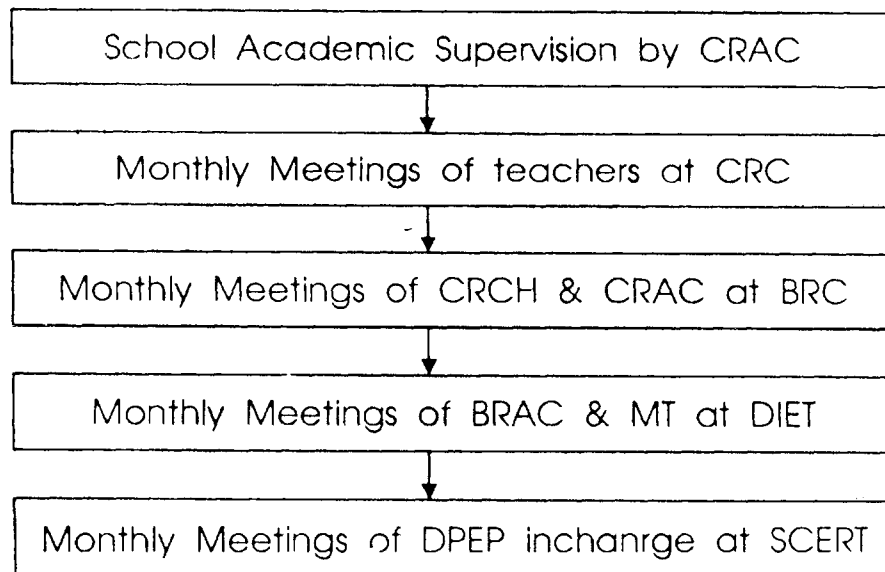 School Academic Supervision by CRAC
Monthly Meetings of teachers at CRC
Monthly Meetings of CRCH & CRAC at BRC
Monthly Meetings of BRAC & MT at DIET
Monthly Meetings of DPEP inchanrge at SCERT